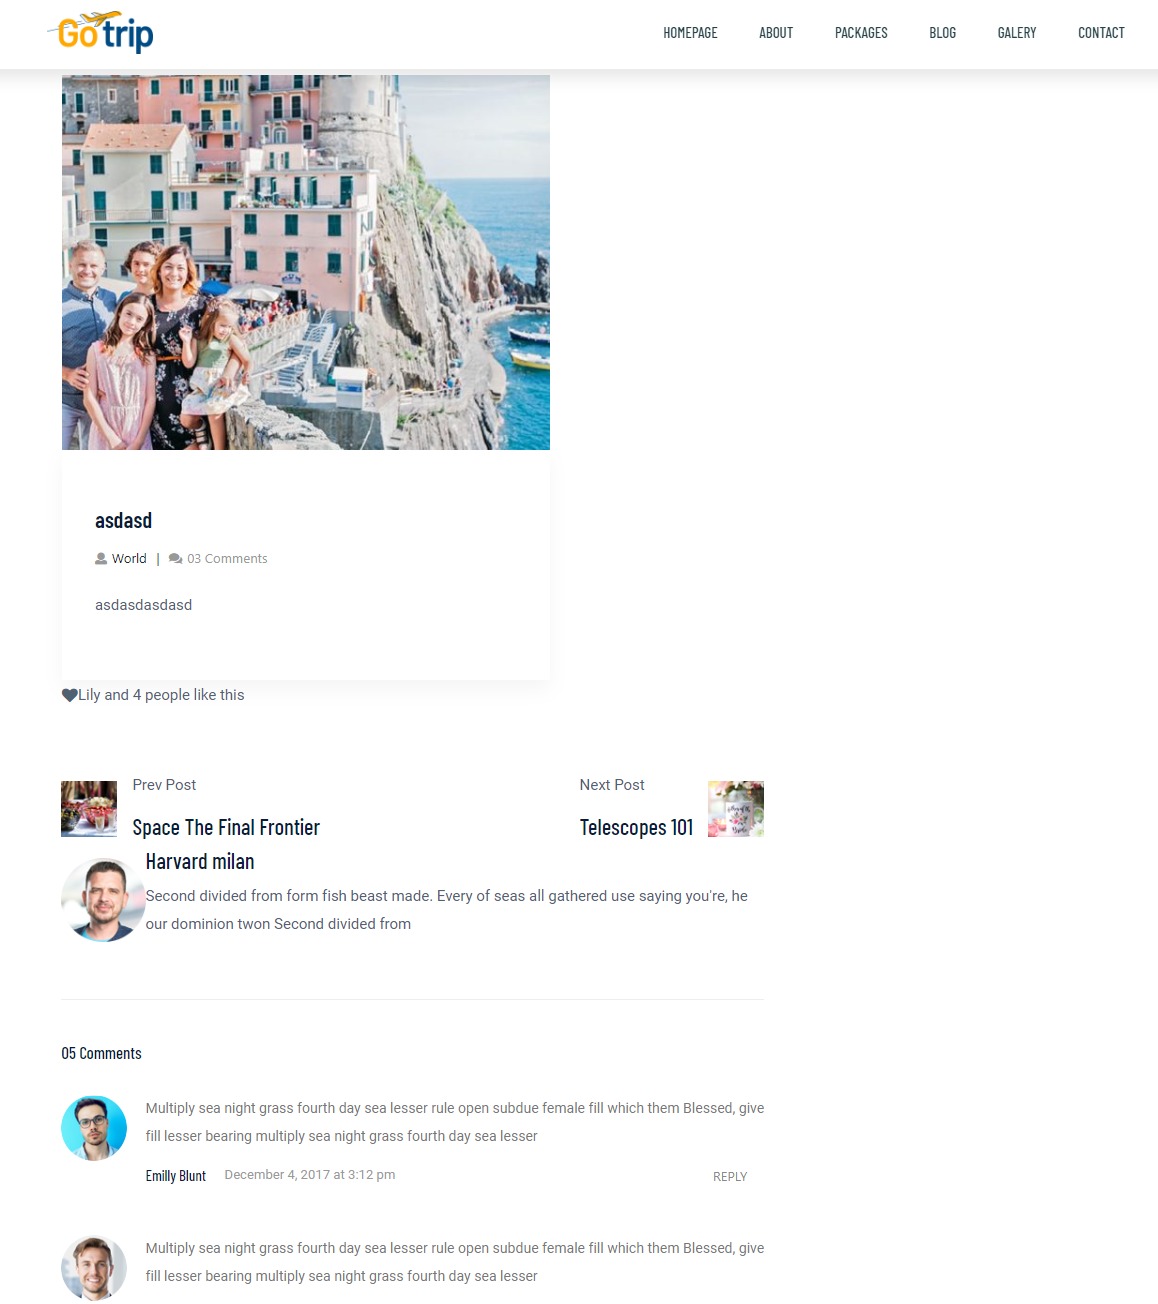 Go trip
HOMEPAGE
ABOUT
PACKAGES
BLOG
GALERY
CONTACT
asdasd
World | 03 Comments
asdasdasdasd
Lily and 4 people like this
Prev Post
Space The Final Frontier
Next Post
Telescopes 101
Harvard milan
Second divided from form fish beast made. Every of seas all gathered use saying you're, he
our dominion twon Second divided from
05 Comments
Multiply sea night grass fourth day sea lesser rule open subdue female fill which them Blessed, give
fill lesser bearing multiply sea night grass fourth day sea lesser
Emilly Blunt
December 4, 2017 at 3:12 pm
REPLY
Multiply sea night grass fourth day sea lesser rule open subdue female fill which them Blessed, give
fill lesser bearing multiply sea night grass fourth day sea lesser